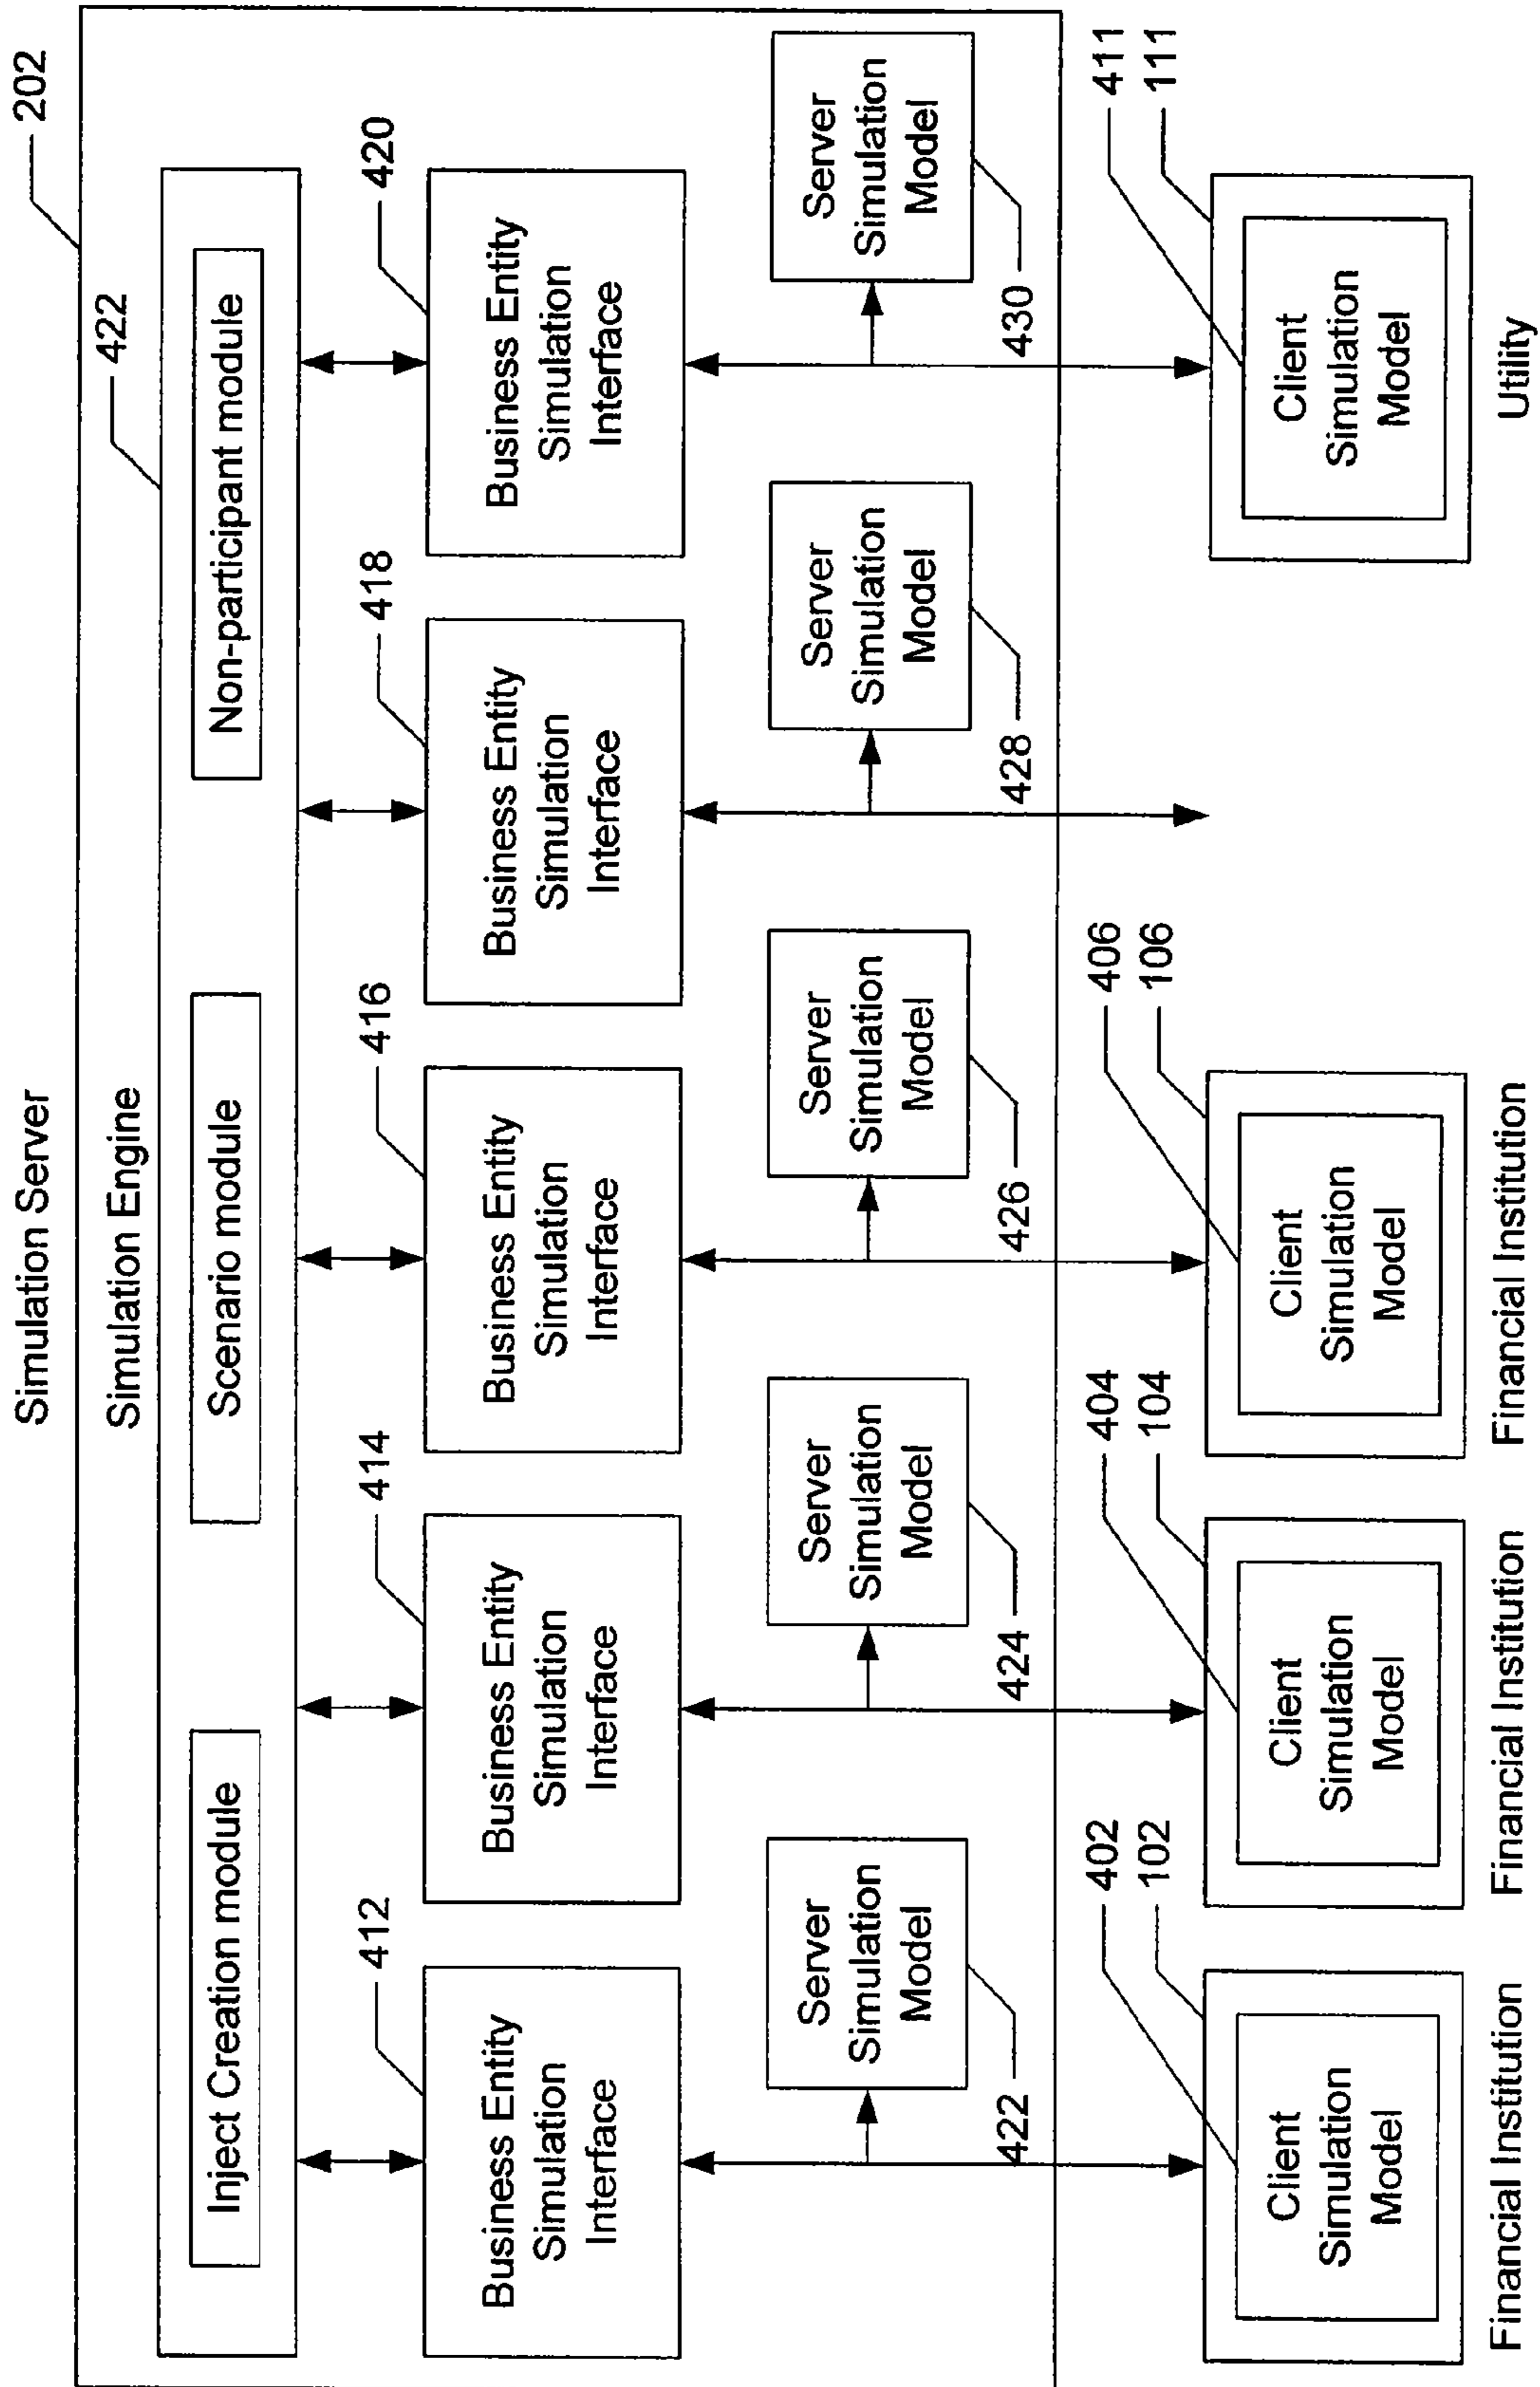 Simulation Server
202
Simulation Engine
422
Inject Creation module
Scenario module
Non-participant module
412
414
416
418
420
Business Entity
Simulation
Interface
Business Entity
Simulation
Interface
Business Entity
Simulation
Interface
Business Entity
Simulation
Interface
Business Entity
Simulation
Interface
Server
Simulation
Model
Server
Simulation
Model
Server
Simulation
Model
Server
Simulation
Model
Server
Simulation
Model
422
424
426
428
430
402
102
404
104
406
106
411
111
Client
Simulation
Model
Client
Simulation
Model
Client
Simulation
Model
Client
Simulation
Model
Financial Institution
Financial Institution
Financial Institution
Utility